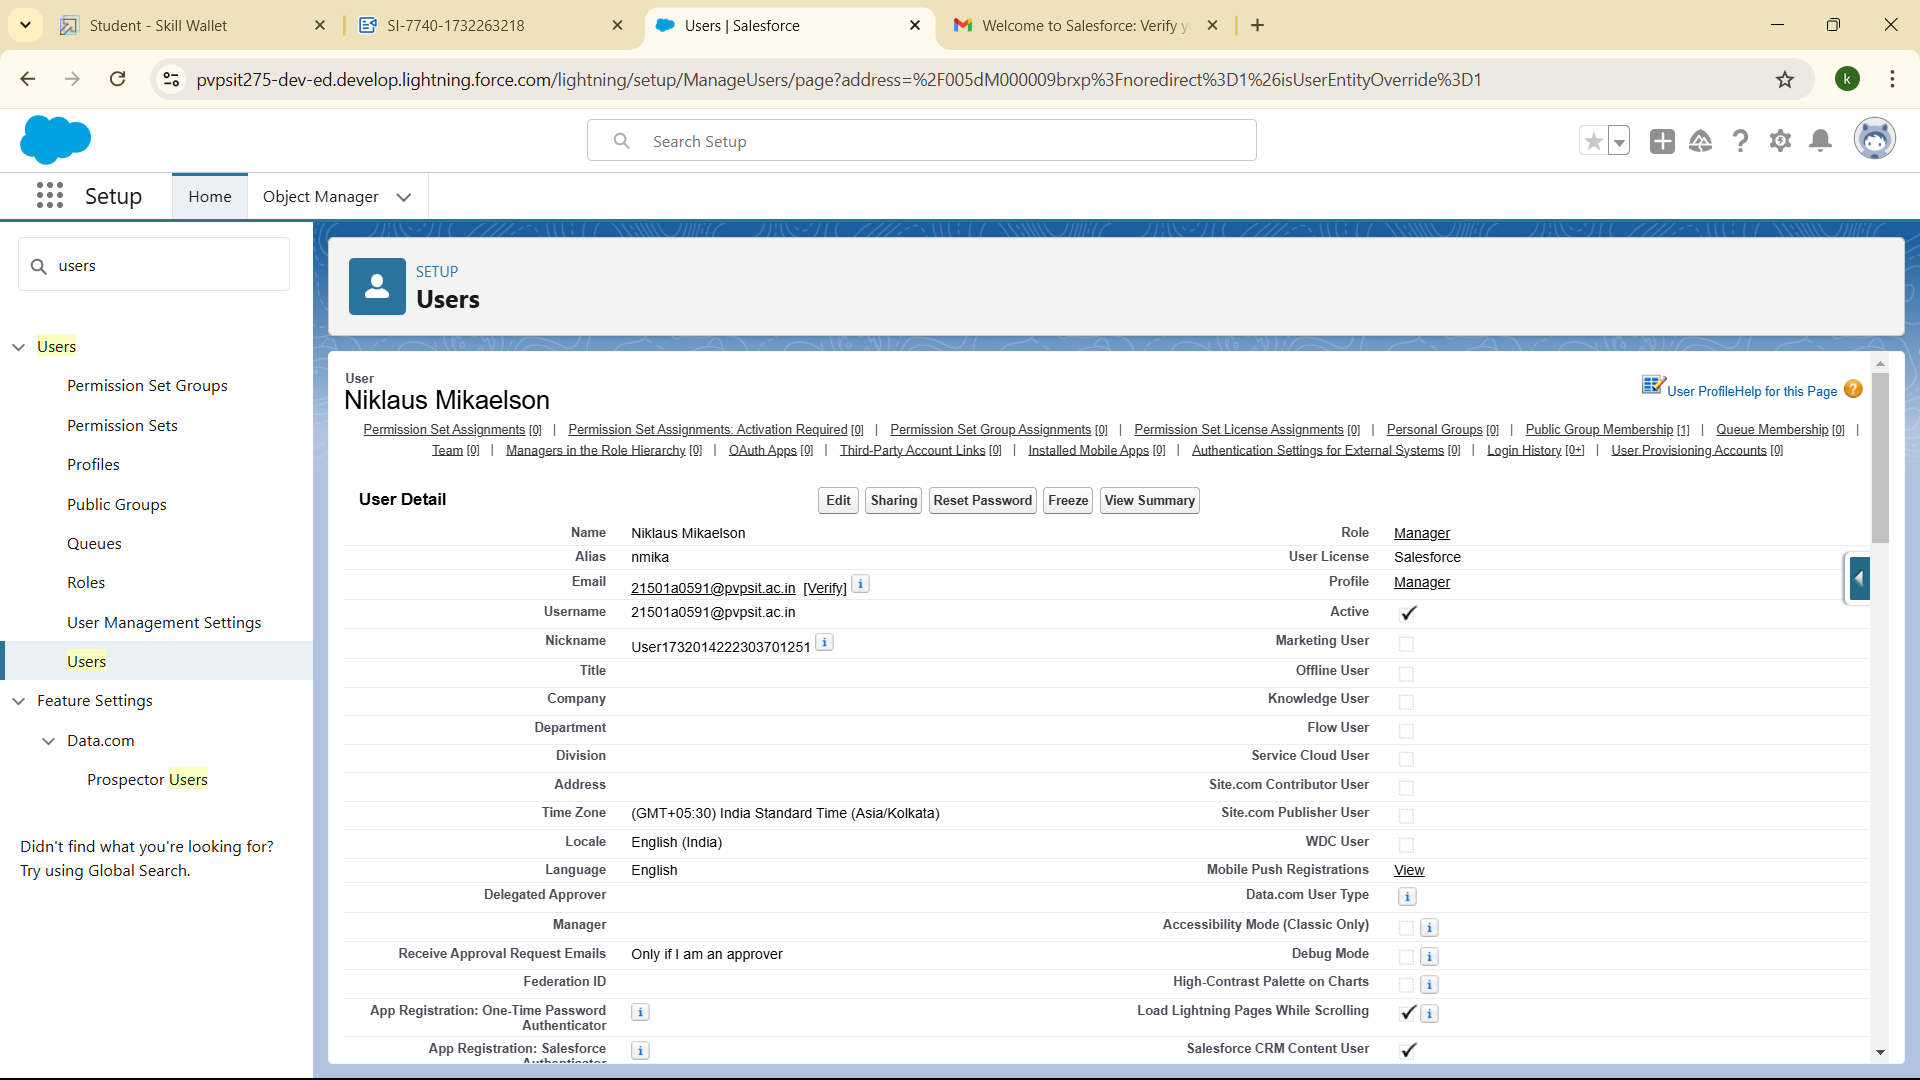 Student - Skill Wallet
SI-7740-1732263218
Users | Salesforce
Welcome to Salesforce: Verify y
pvpsit275-dev-ed.develop.lightning.force.com/lightning/setup/ManageUsers/page?address=%2F005dM000009brxp%3Fnoredirect%3D1%26isUserEntityOverride%3D1
k
Search Setup
Setup
Home
Object Manager
users
Users
Permission Set Groups
Permission Sets
Profiles
Public Groups
Queues
Roles
User Management Settings
Users
Feature Settings
Data.com
Prospector Users
Didn't find what you're looking for?
Try using Global Search.
SETUP
Users
User
Niklaus Mikaelson
User Profile Help for this Page ?
Permission Set Assignments [0] | Permission Set Assignments: Activation Required [0] | Permission Set Group Assignments [0] | Permission Set License Assignments [0] | Personal Groups [0] | Public Group Membership [1] | Queue Membership [0] |
Team [0] | Managers in the Role Hierarchy [0] | OAuth Apps [0] | Third-Party Account Links [0] | Installed Mobile Apps [0] | Authentication Settings for External Systems [0] | Login History [0+] | User Provisioning Accounts [0]
User Detail
Edit Sharing Reset Password Freeze View Summary
Name Niklaus Mikaelson Role Manager
Alias nmika User License Salesforce
Email 21501a0591@pvpsit.ac.in [Verify] i Profile Manager
Username 21501a0591@pvpsit.ac.in Active
Nickname User1732014222303701251 i Marketing User
Title Offline User
Company Knowledge User
Department Flow User
Division Service Cloud User
Address Site.com Contributor User
Time Zone (GMT+05:30) India Standard Time (Asia/Kolkata) Site.com Publisher User
Locale English (India) WDC User
Language English Mobile Push Registrations View
Delegated Approver Data.com User Type i
Manager Accessibility Mode (Classic Only) i
Receive Approval Request Emails Only if I am an approver Debug Mode i
Federation ID High-Contrast Palette on Charts i
App Registration: One-Time Password Authenticator i Load Lightning Pages While Scrolling i
App Registration: Salesforce Authenticator i Salesforce CRM Content User